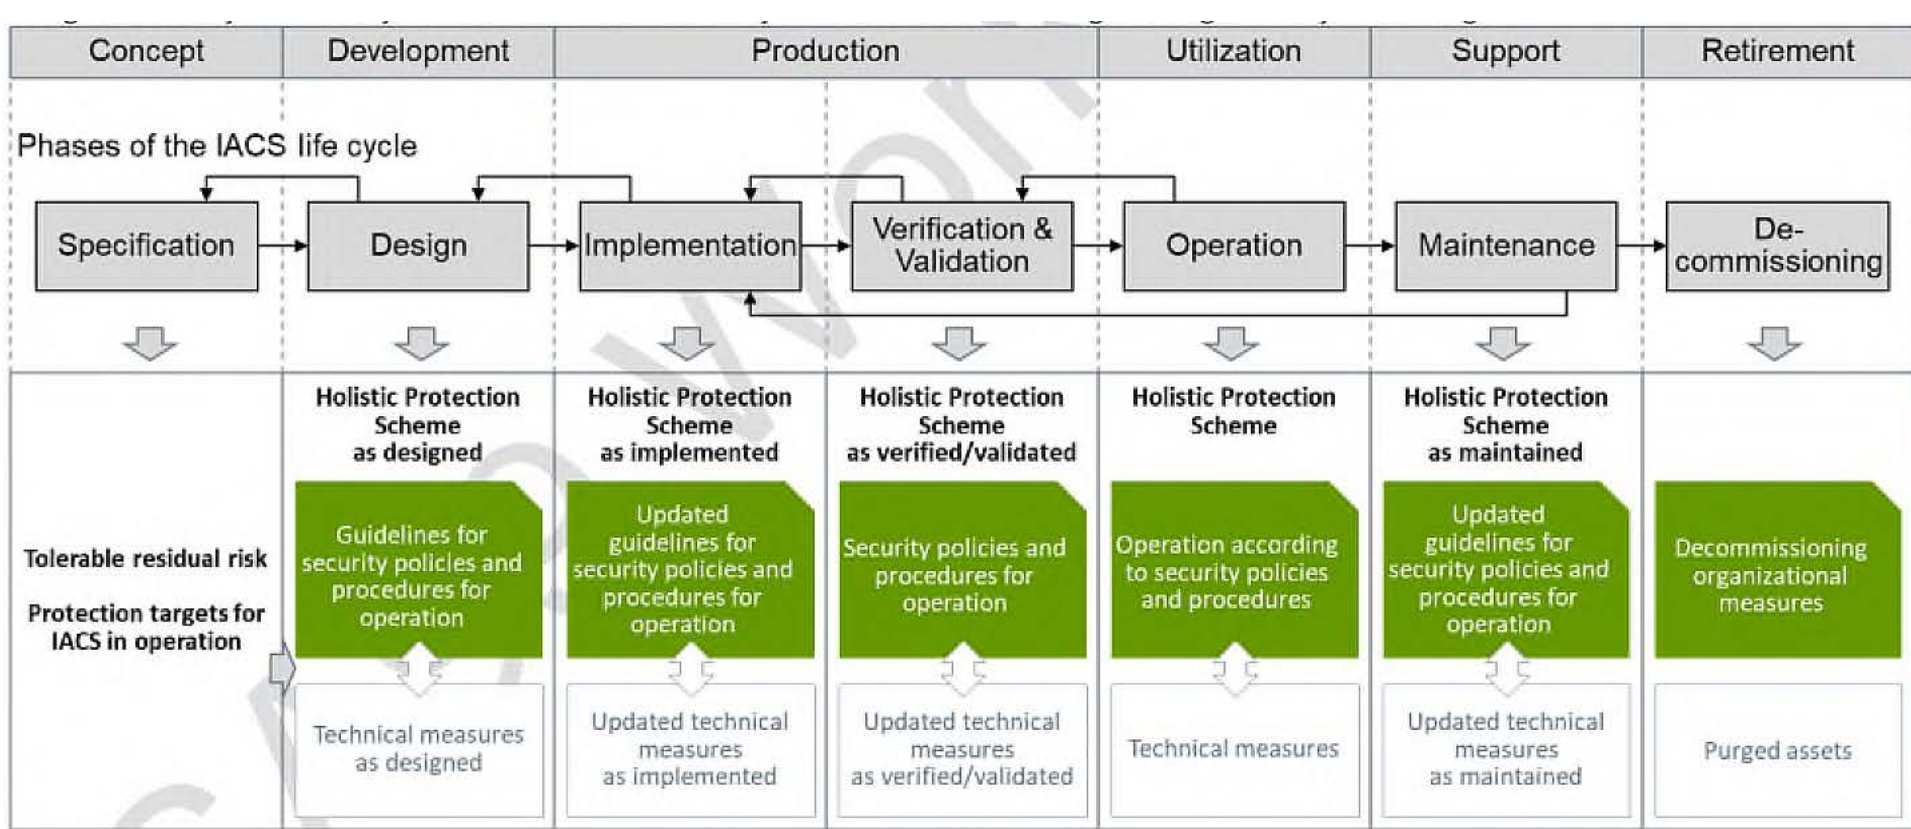 Concept
Development
Production
Utilization
Support
Retirement
Phases of the IACS life cycle
Specification
Design
Implementation
Verification &
Validation
Operation
Maintenance
De-
commissioning
Tolerable residual risk
Protection targets for
IACS in operation
Holistic Protection
Scheme
as designed
Guidelines for
security policies and
procedures for
operation
Technical measures
as designed
Holistic Protection
Scheme
as implemented
Updated
guidelines for
security policies and
procedures for
operation
Updated technical
measures
as implemented
Holistic Protection
Scheme
as verified/validated
Security policies and
procedures for
operation
Updated technical
measures
as verified/validated
Holistic Protection
Scheme
Operation according
to security policies
and procedures
Technical measures
Holistic Protection
Scheme
as maintained
Updated
guidelines for
security policies and
procedures for
operation
Updated technical
measures
as maintained
Decommissioning
organizational
measures
Purged assets